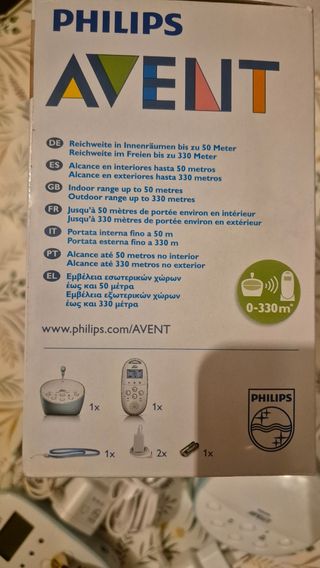 PHILIPS
AVENT
DE Reichweite in Innenräumen bis zu 50 Meter
Reichweite im Freien bis zu 330 Meter
ES Alcance en interiores hasta 50 metros
Alcance en exteriores hasta 330 metros
GB Indoor range up to 50 metres
Outdoor range up to 330 metres
FR Jusqu'à 50 mètres de portée environ en intérieur
Jusqu'à 330 mètres de portée environ en extérieur
IT Portata interna fino a 50 m
Portata esterna fino a 330 m
PT Alcance até 50 metros no interior
Alcance até 330 metros no exterior
EL Εμβέλεια εσωτερικών χώρων
έως και 50 μέτρα
Εμβέλεια εξωτερικών χώρων
έως και 330 μέτρα
0-330m*
www.philips.com/AVENT
1x
1x
1x
2x
1x
PHILIPS